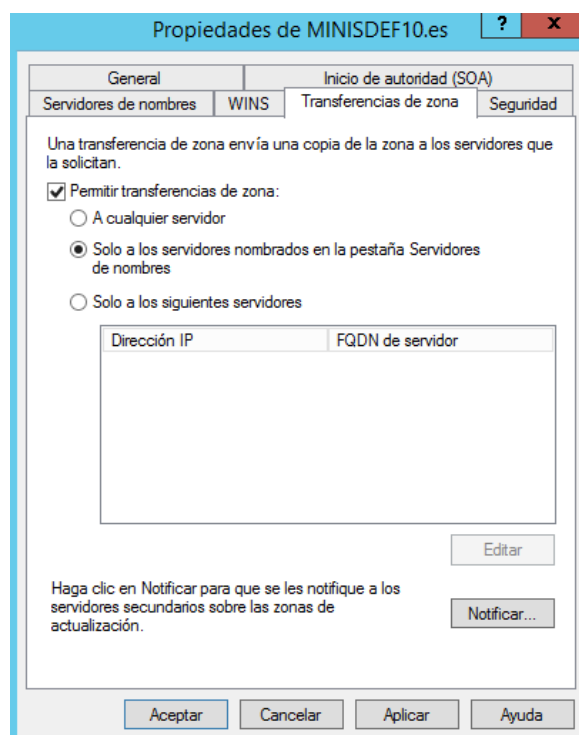 Propiedades de MINISDEF10.es
? x
General Inicio de autoridad (SOA)
Servidores de nombres WINS Transferencias de zona Seguridad
Una transferencia de zona envía una copia de la zona a los servidores que
la solicitan.
Permitir transferencias de zona:
A cualquier servidor
Solo a los servidores nombrados en la pestaña Servidores
de nombres
Solo a los siguientes servidores
Dirección IP FQDN de servidor
Editar
Haga clic en Notificar para que se les notifique a los
servidores secundarios sobre las zonas de
actualización.
Notificar...
Aceptar Cancelar Aplicar Ayuda